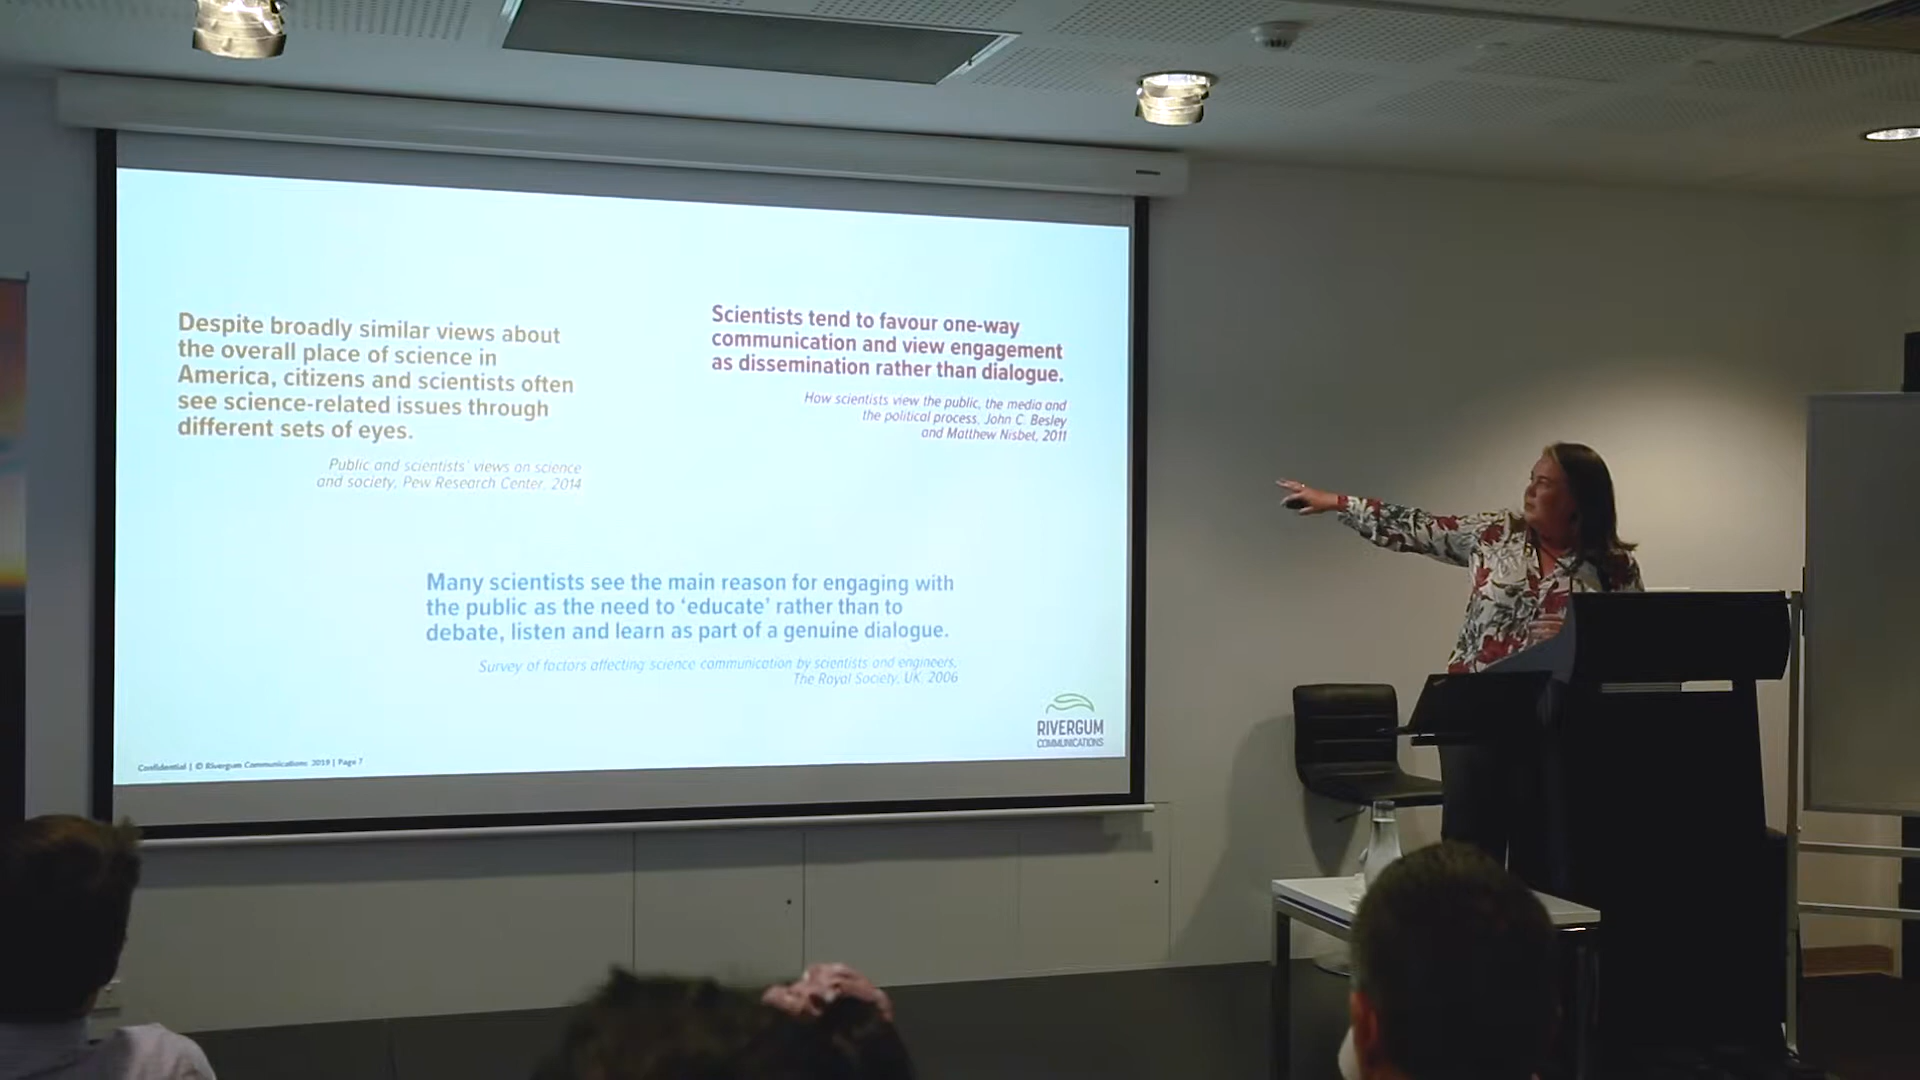 Despite broadly similar views about
the overall place of science in
America, citizens and scientists often
see science-related issues through
different sets of eyes.
Public and scientists' views on science
and society, Pew Research Center, 2014
Scientists tend to favour one-way
communication and view engagement
as dissemination rather than dialogue.
How scientists view the public, the media and
the political process, John C. Besley
and Matthew Nisbet, 2011
Many scientists see the main reason for engaging with
the public as the need to ‘educate’ rather than to
debate, listen and learn as part of a genuine dialogue.
Survey of factors affecting science communication by scientists and engineers,
The Royal Society, UK, 2006
RIVERGUM
COMMUNICATIONS
Confidential | © Rivergum Communications 2019 | Page 7